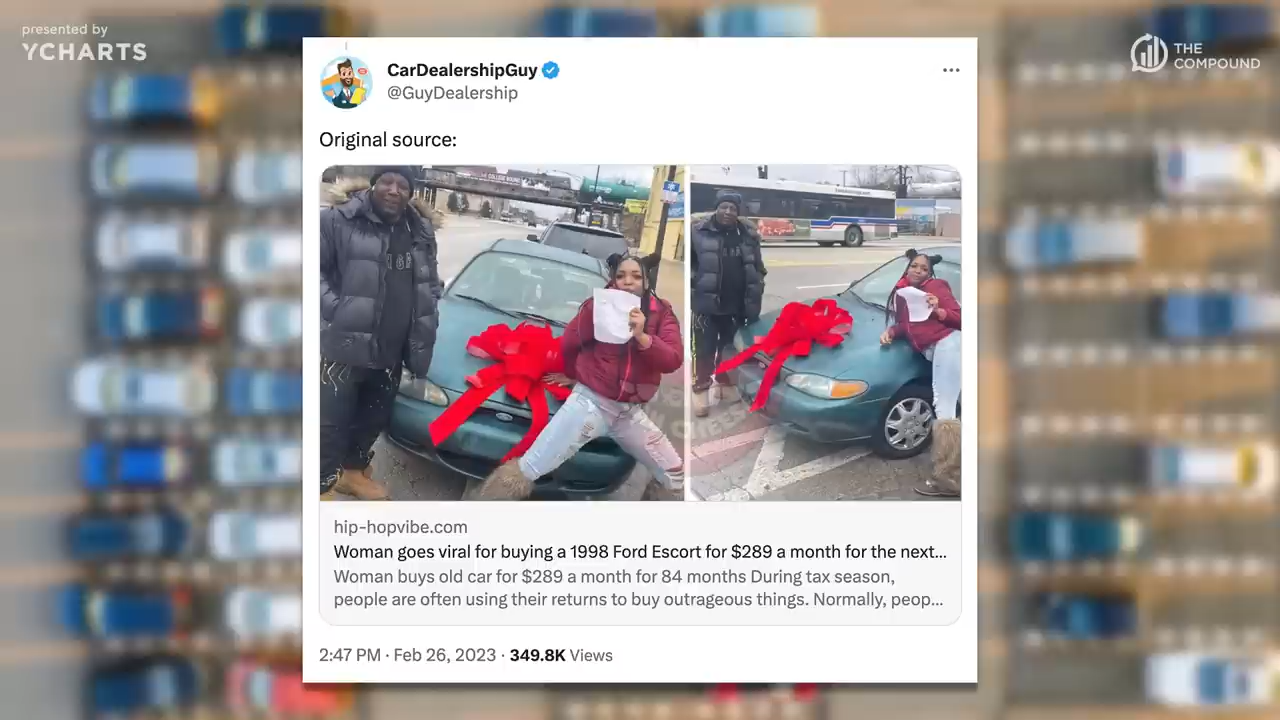 presented by
YCHARTS
THE
COMPOUND
CarDealershipGuy
@GuyDealership
Original source:
hip-hopvibe.com
Woman goes viral for buying a 1998 Ford Escort for $289 a month for the next...
Woman buys old car for $289 a month for 84 months During tax season,
people are often using their returns to buy outrageous things. Normally, peop...
2:47 PM · Feb 26, 2023 · 349.8K Views